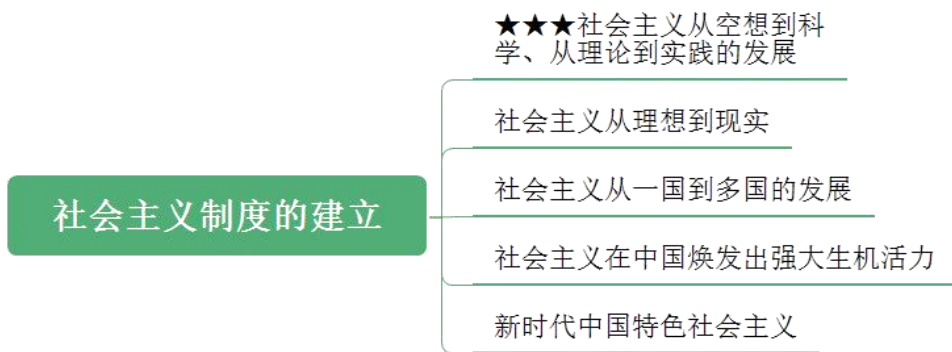 ★★★社会主义从空想到科
学、从理论到实践的发展
社会主义从理想到现实
社会主义制度的建立
社会主义从一国到多国的发展
社会主义在中国焕发出强大生机活力
新时代中国特色社会主义